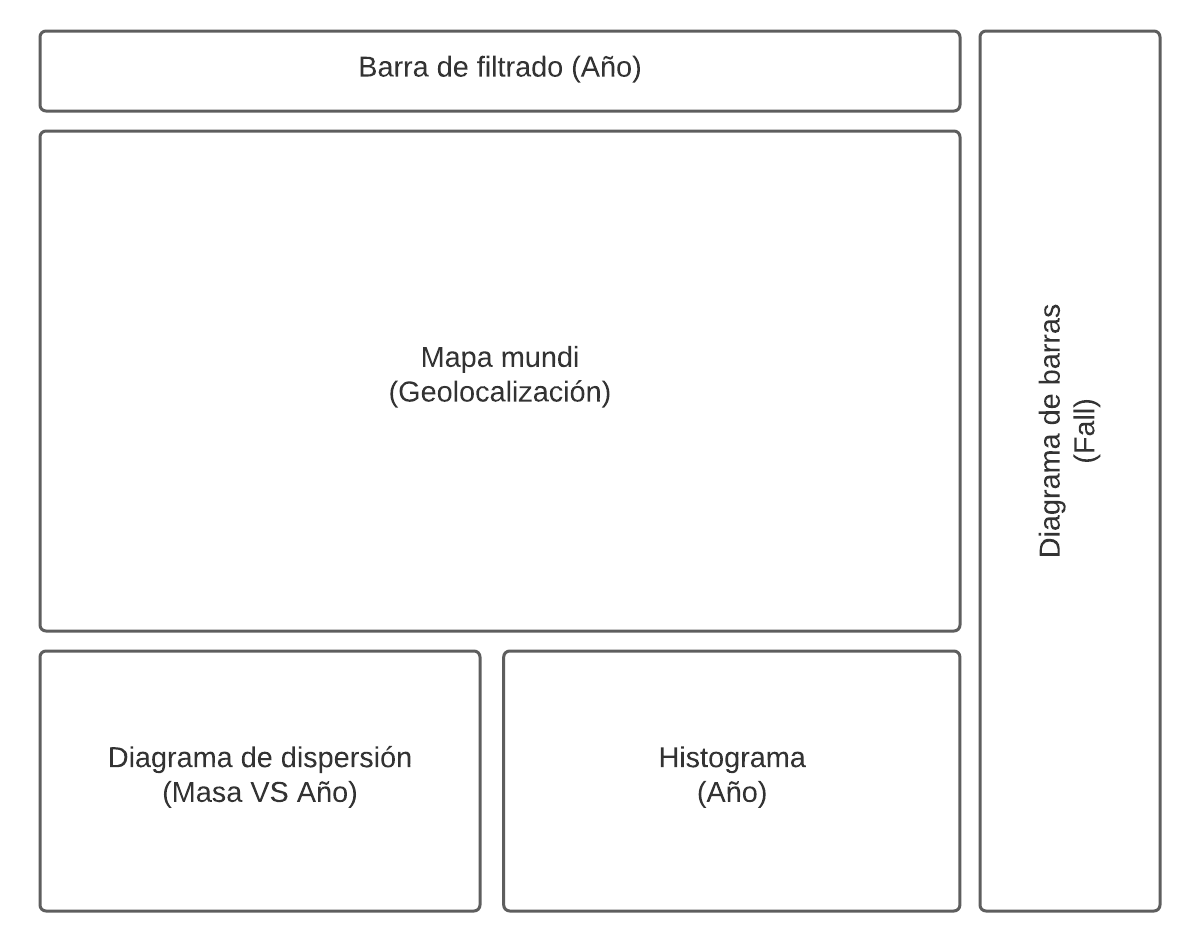 Barra de filtrado (Año)
Mapa mundi
(Geolocalización)
Diagrama de dispersión
(Masa VS Año)
Histograma
(Año)
Diagrama de barras
(Fall)